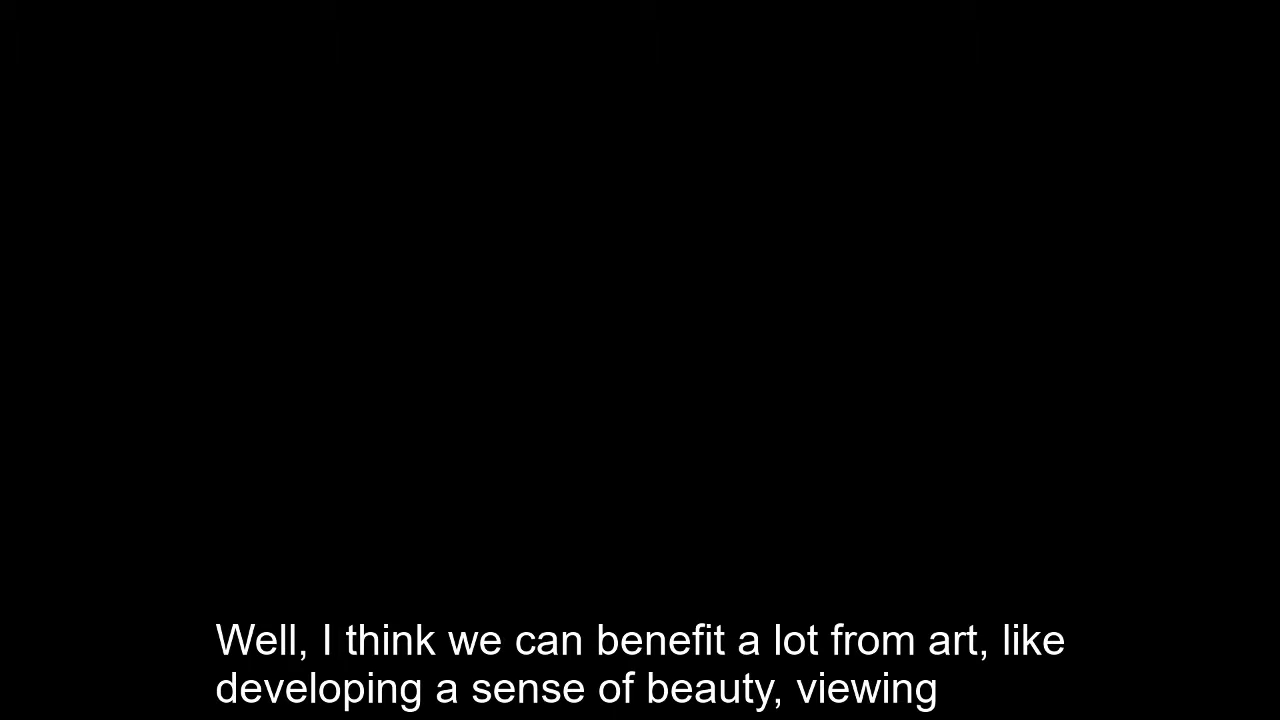 Well, I think we can benefit a lot from art, like
developing a sense of beauty, viewing